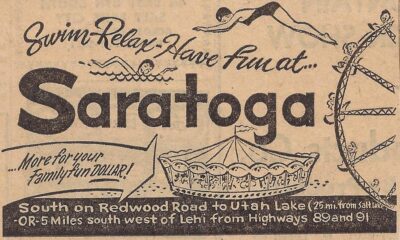 Swim-Relax-Have Fun at...
Saratoga
...More for your
Family fun DOLLAR!
South on Redwood Road to Utah Lake (25 mi. from Salt Lake
-OR-5 Miles south west of Lehi from Highways 89 and 91